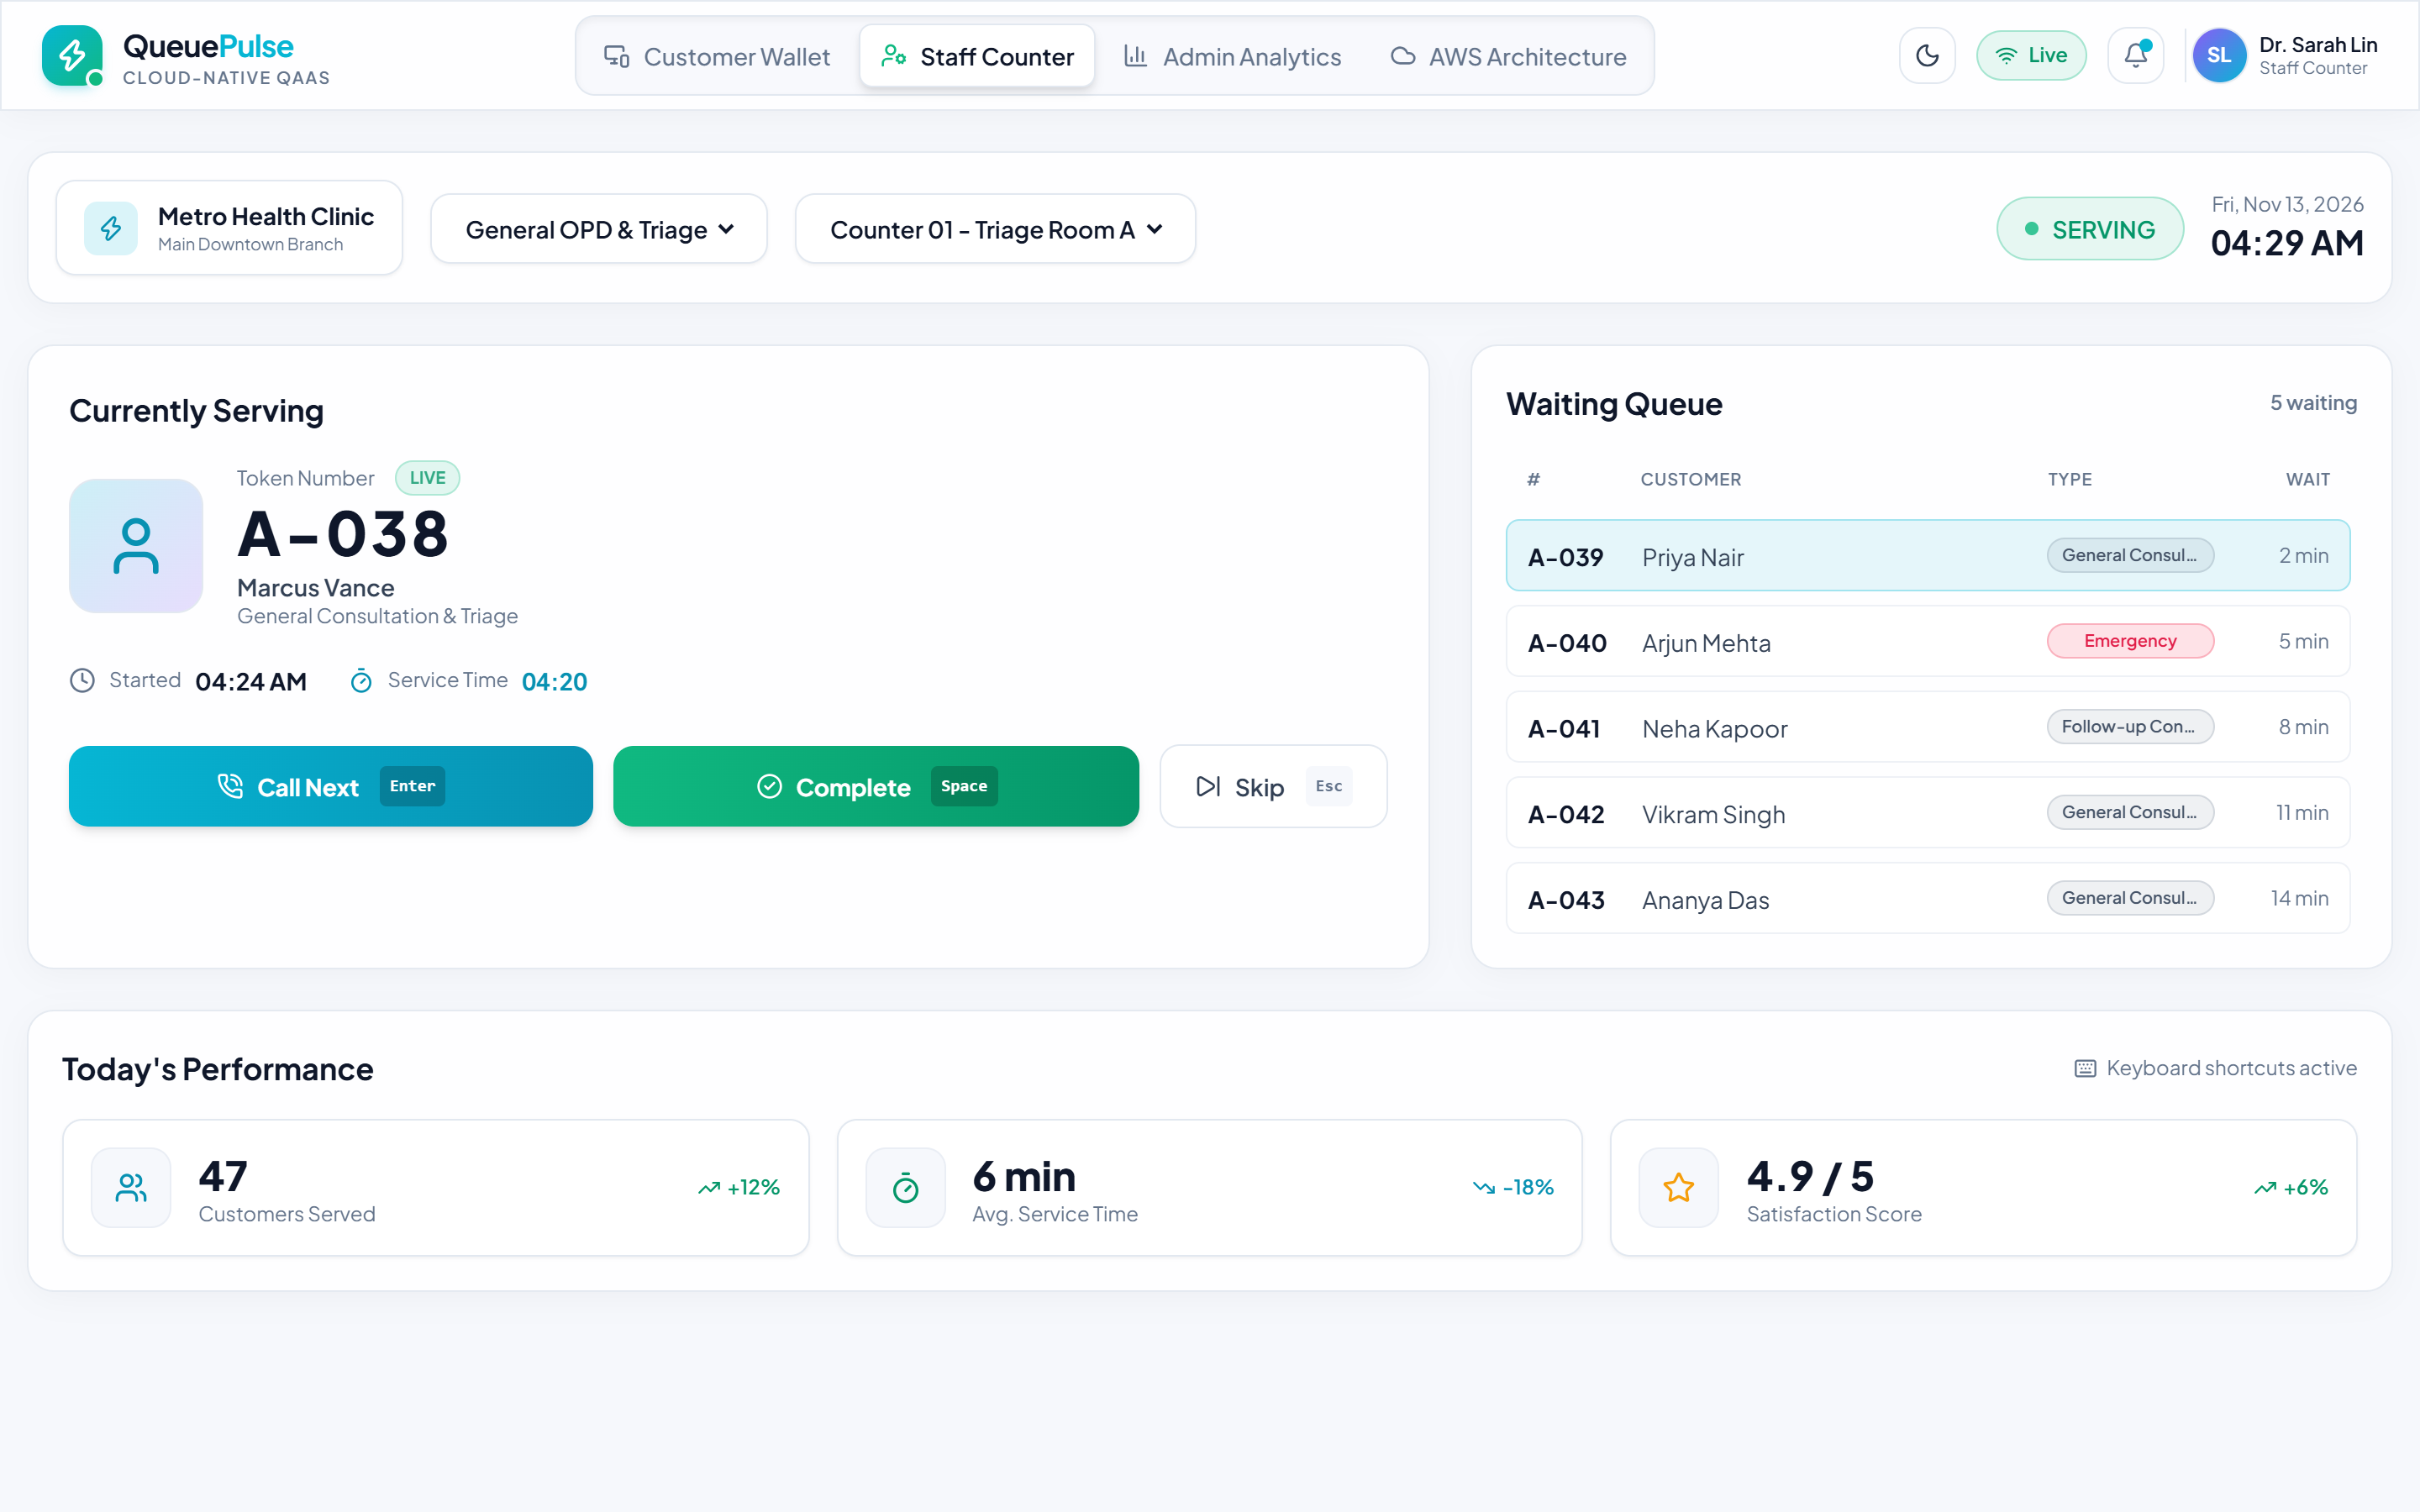 QueuePulse
CLOUD-NATIVE QAAS
Customer Wallet
Staff Counter
Admin Analytics
AWS Architecture
Live
SL
Dr. Sarah Lin
Staff Counter
Metro Health Clinic
Main Downtown Branch
General OPD & Triage
Counter 01 - Triage Room A
SERVING
Fri, Nov 13, 2026
04:29 AM
Currently Serving
Token Number
LIVE
A-038
Marcus Vance
General Consultation & Triage
Started 04:24 AM
Service Time 04:20
Call Next Enter
Complete Space
Skip Esc
Waiting Queue
5 waiting
# CUSTOMER TYPE WAIT
A-039 Priya Nair General Consul... 2 min
A-040 Arjun Mehta Emergency 5 min
A-041 Neha Kapoor Follow-up Con... 8 min
A-042 Vikram Singh General Consul... 11 min
A-043 Ananya Das General Consul... 14 min
Today's Performance
Keyboard shortcuts active
47
Customers Served
+12%
6 min
Avg. Service Time
-18%
4.9 / 5
Satisfaction Score
+6%